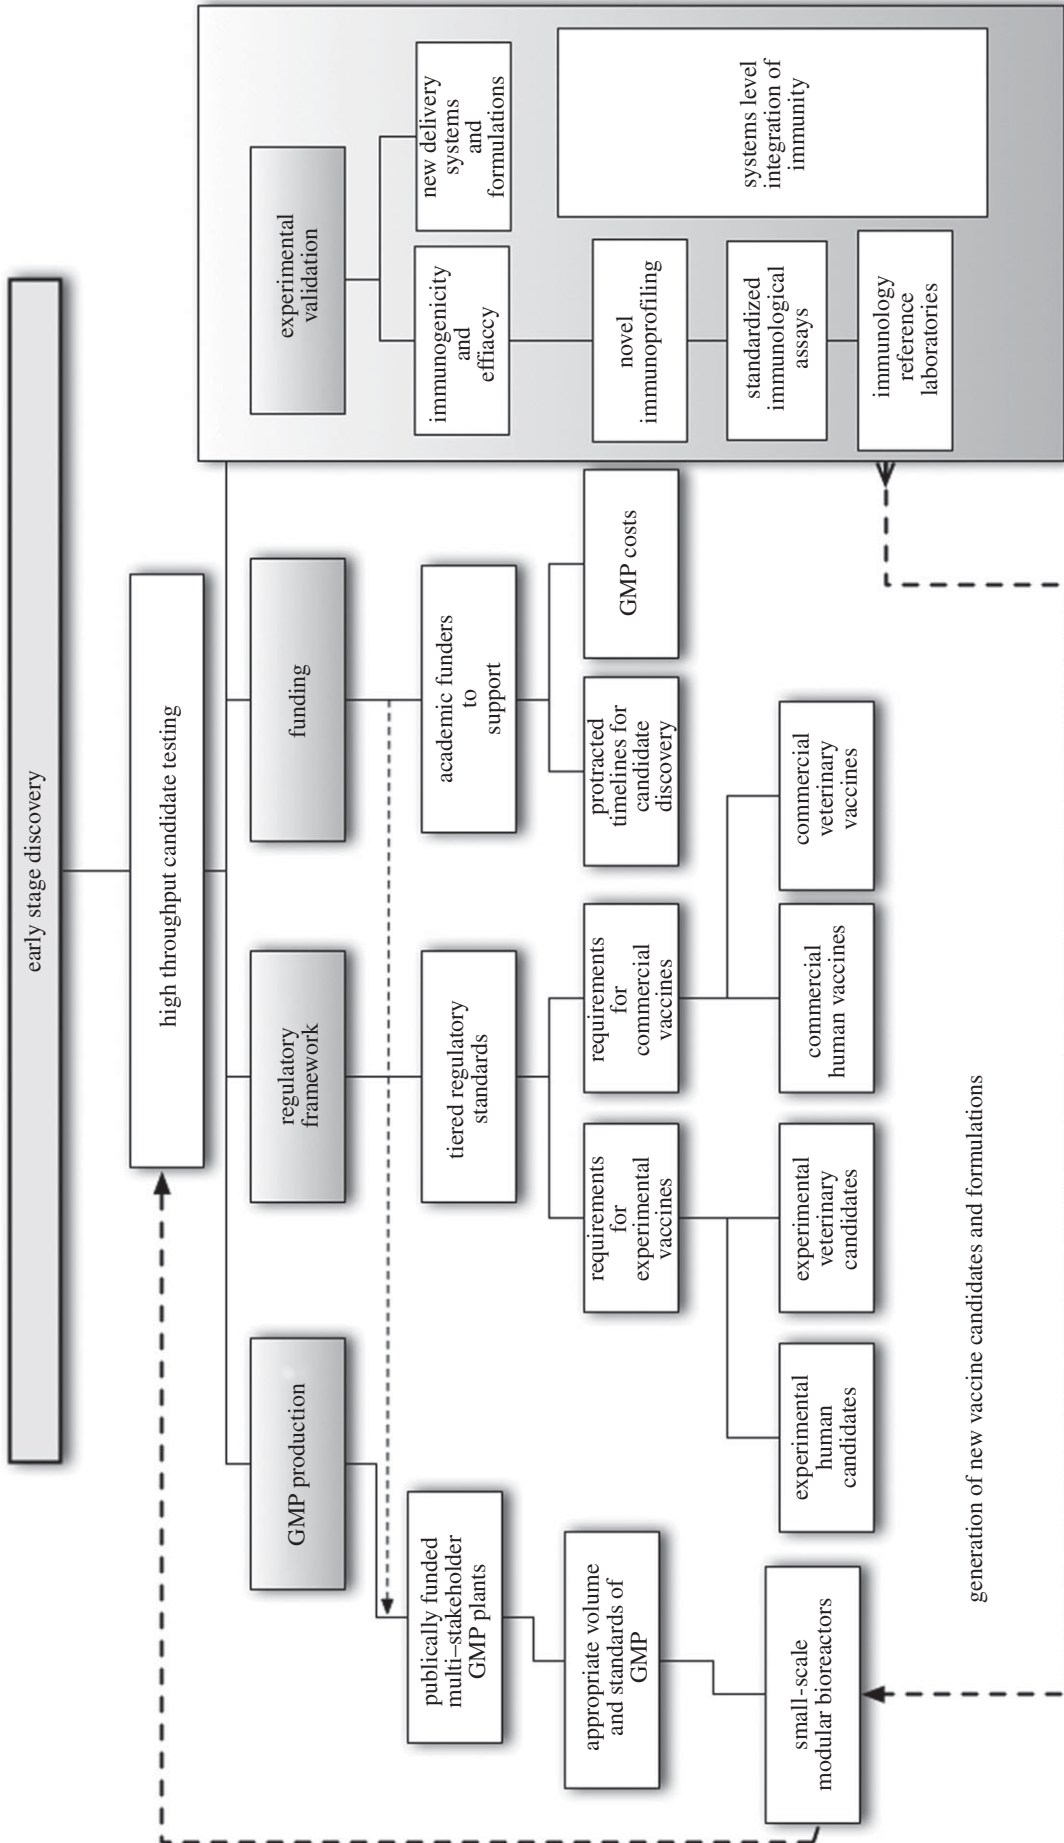 early stage discovery
high throughput candidate testing
GMP production
regulatory
framework
funding
experimental
validation
publically funded
multi–stakeholder
GMP plants
tiered regulatory
standards
academic funders
to
support
immunogenicity
and
effiaccy
new delivery
systems
and
formulations
appropriate volume
and standards of
GMP
requirements
for
experimental
vaccines
requirements
for
commercial
vaccines
protracted
timelines for
candidate
discovery
GMP costs
novel
immunoprofiling
systems level
integration of
immunity
small-scale
modular bioreactors
experimental
human
candidates
experimental
veterinary
candidates
commercial
human vaccines
commercial
veterinary
vaccines
standardized
immunological
assays
immunology
reference
laboratories
generation of new vaccine candidates and formulations